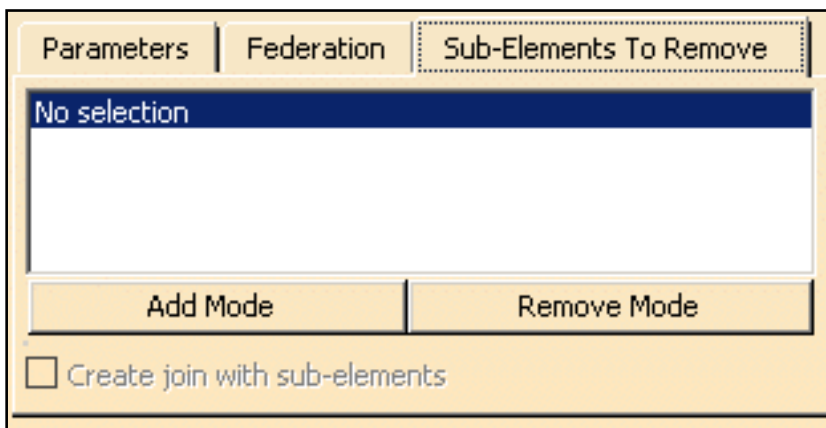 Parameters Federation Sub-Elements To Remove
No selection
Add Mode Remove Mode
Create join with sub-elements